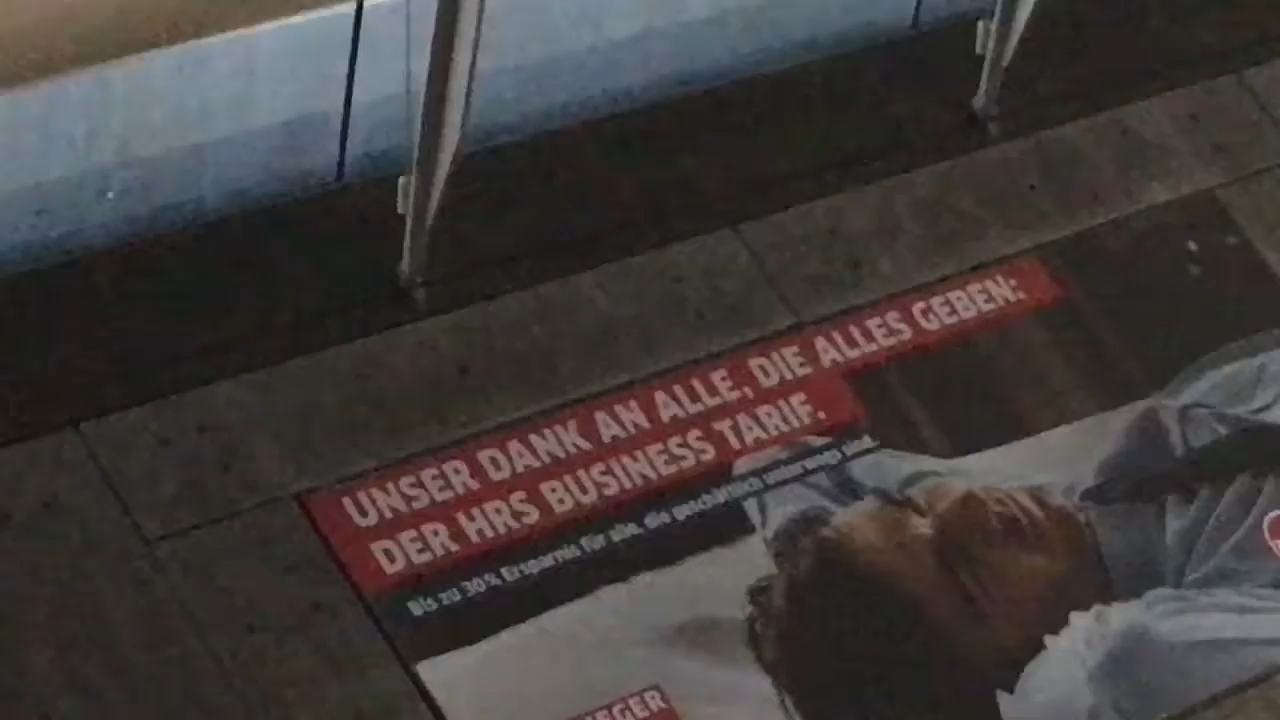 UNSER DANK AN ALLE, DIE ALLES GEBEN:
DER HRS BUSINESS TARIF.
Bis zu 30% Ersparnis für alle, die geschäftlich unterwegs sind.